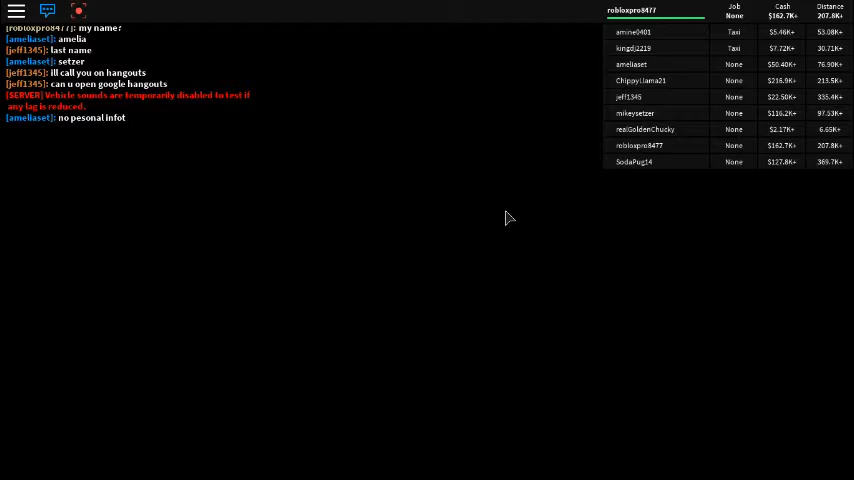 robloxpro8477 Job None Cash $162.7K+ Distance 207.8K+
[robloxpro8477]: my name?
[ameliaset]: amelia
[jeff1345]: last name
[ameliaset]: setzer
[jeff1345]: ill call you on hangouts
[jeff1345]: can u open google hangouts
[SERVER] Vehicle sounds are temporarily disabled to test if
any lag is reduced.
[ameliaset]: no pesonal infot
amine0401 Taxi $5.46K+ 53.08K+
kingdj2219 Taxi $7.72K+ 30.71K+
ameliaset None $50.40K+ 76.90K+
ChippyLlama21 None $216.9K+ 213.5K+
jeff1345 None $22.50K+ 335.4K+
mikeysetzer None $116.2K+ 97.53K+
realGoldenChucky None $2.17K+ 6.65K+
robloxpro8477 None $162.7K+ 207.8K+
SodaPug14 None $127.8K+ 369.7K+